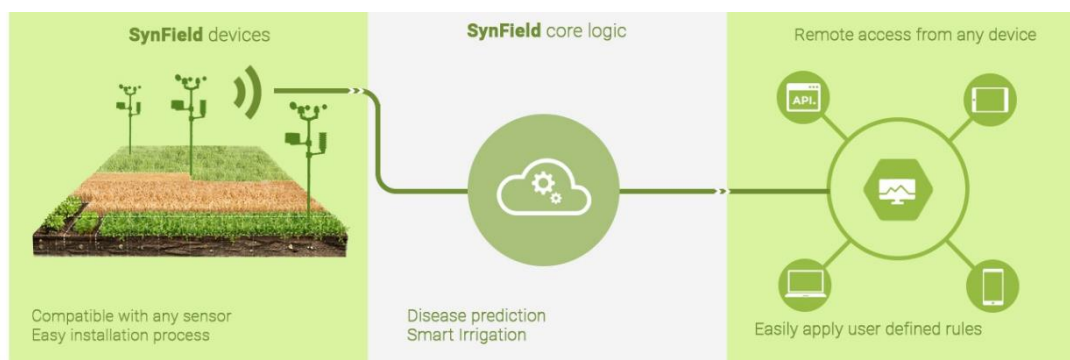 SynField devices
Compatible with any sensor
Easy installation process
SynField core logic
Disease prediction
Smart Irrigation
Remote access from any device
API.
Easily apply user defined rules